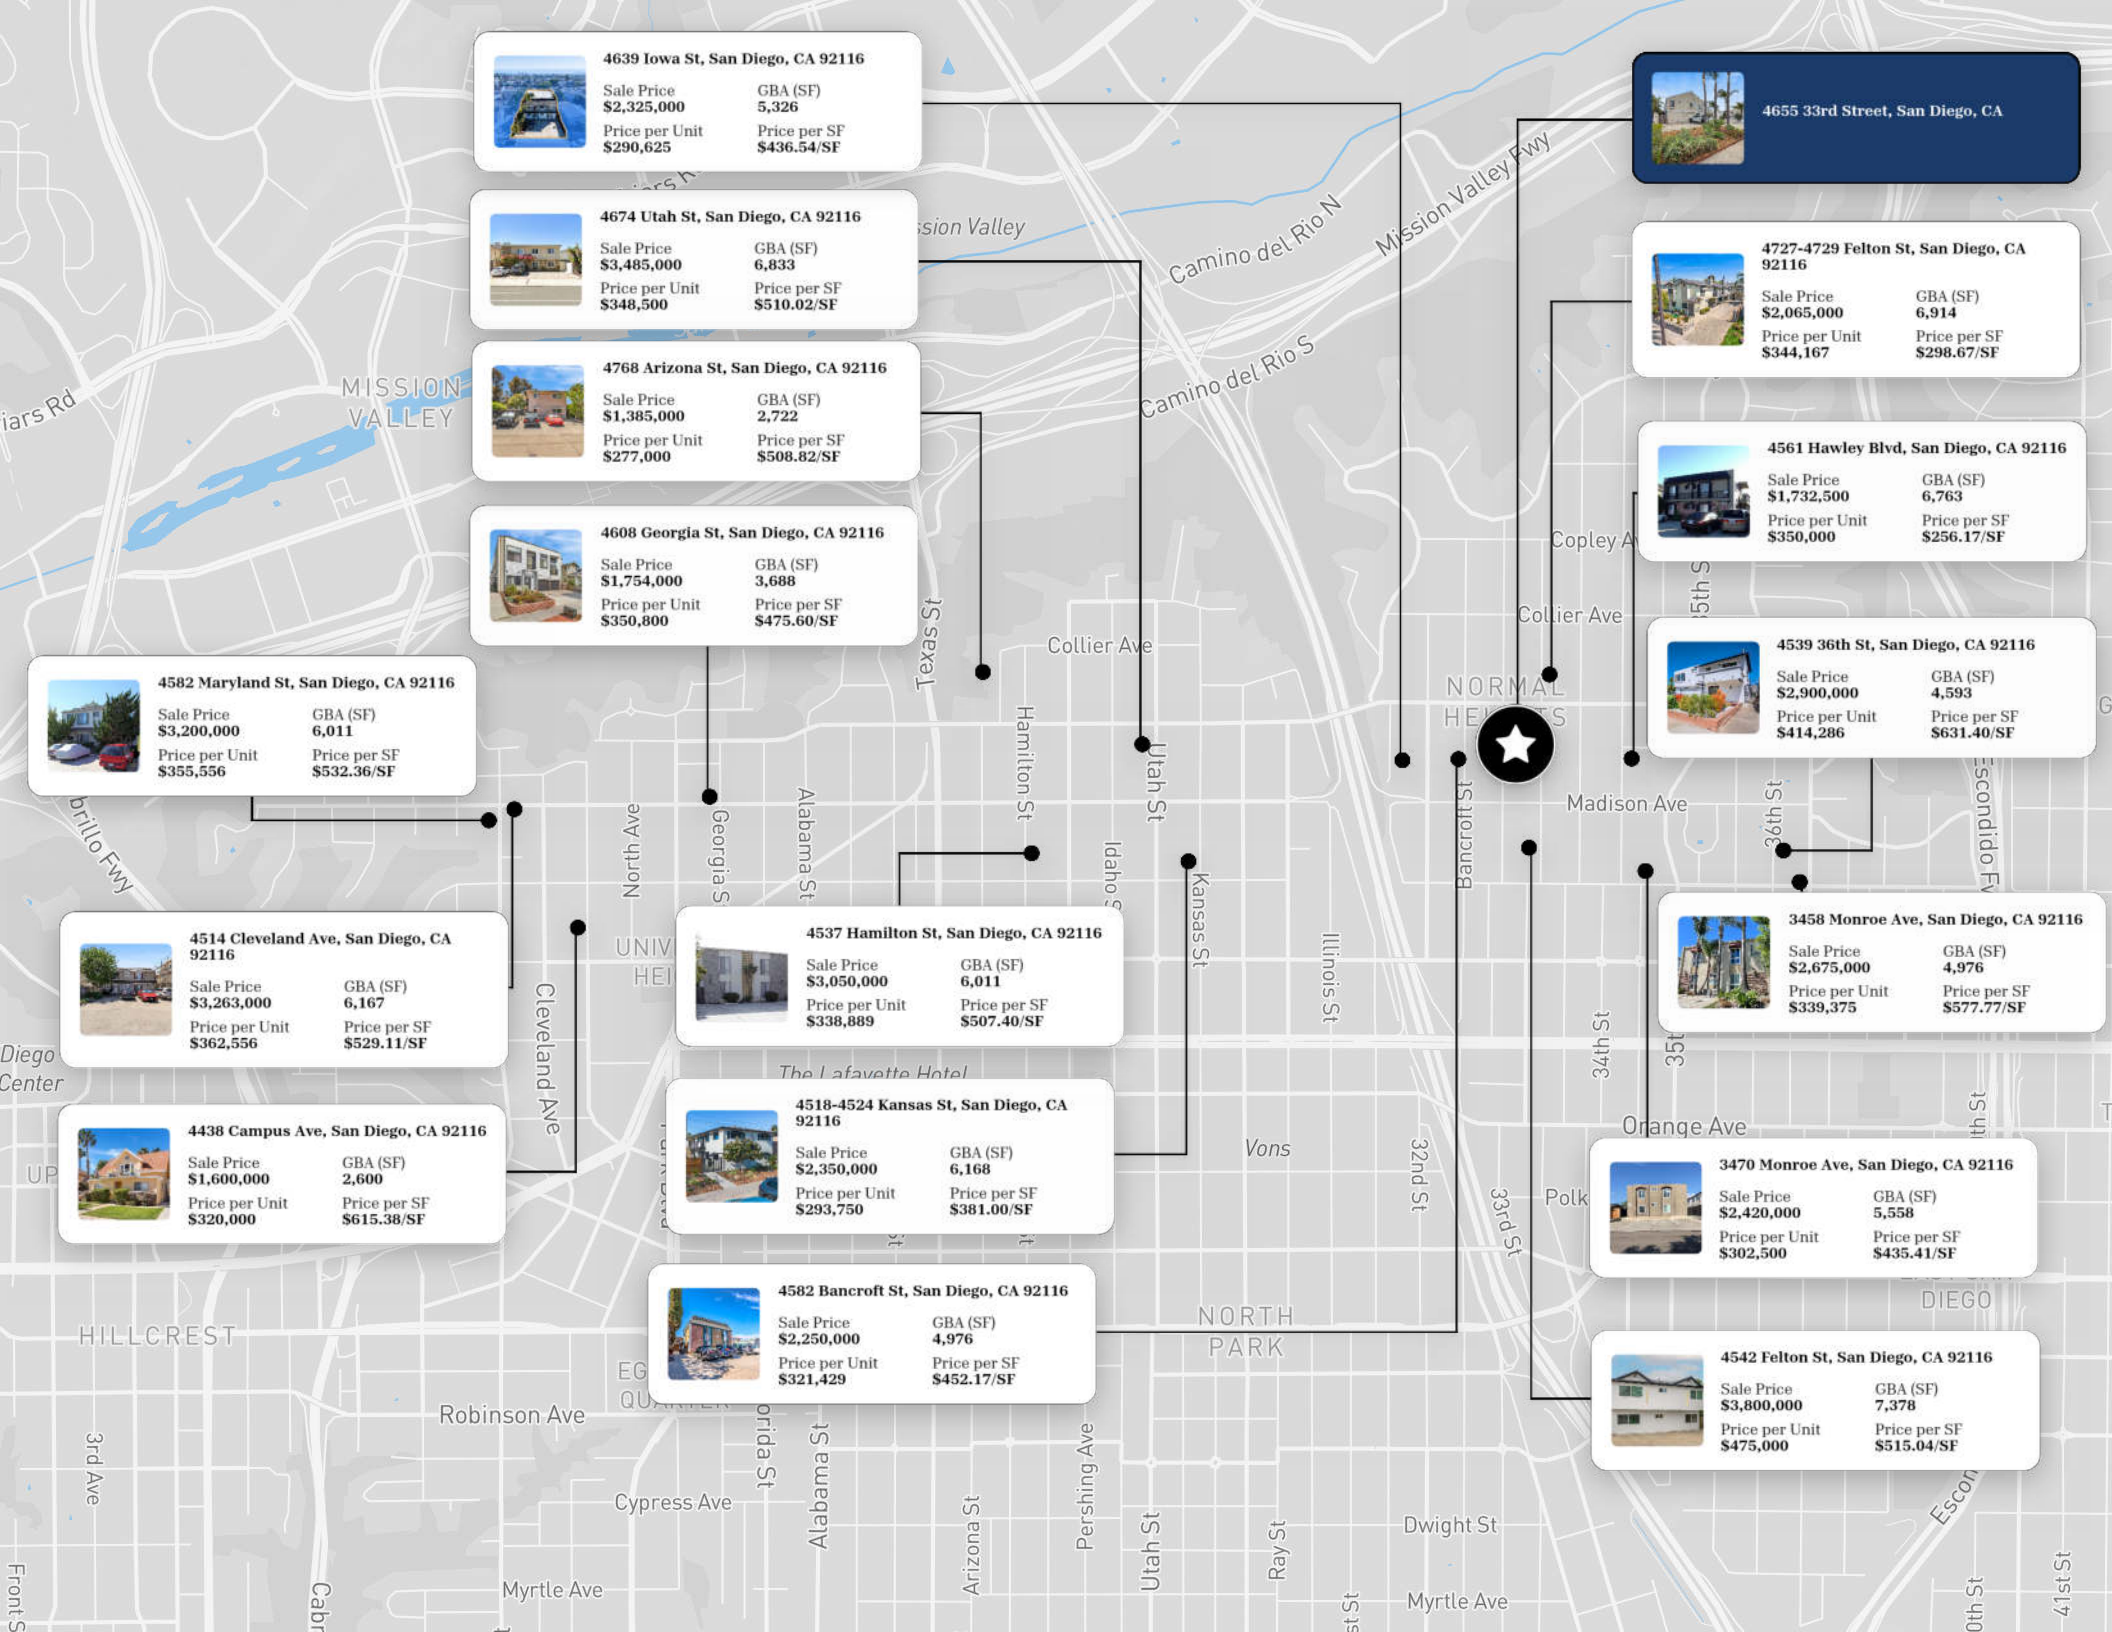 4639 Iowa St, San Diego, CA 92116
Sale Price GBA (SF)
$2,325,000 5,326
Price per Unit Price per SF
$290,625 $436.54/SF
4655 33rd Street, San Diego, CA
4674 Utah St, San Diego, CA 92116
Sale Price GBA (SF)
$3,485,000 6,833
Price per Unit Price per SF
$348,500 $510.02/SF
4727-4729 Felton St, San Diego, CA
92116
Sale Price GBA (SF)
$2,065,000 6,914
Price per Unit Price per SF
$344,167 $298.67/SF
4768 Arizona St, San Diego, CA 92116
Sale Price GBA (SF)
$1,385,000 2,722
Price per Unit Price per SF
$277,000 $508.82/SF
4561 Hawley Blvd, San Diego, CA 92116
Sale Price GBA (SF)
$1,732,500 6,763
Price per Unit Price per SF
$350,000 $256.17/SF
4608 Georgia St, San Diego, CA 92116
Sale Price GBA (SF)
$1,754,000 3,688
Price per Unit Price per SF
$350,800 $475.60/SF
4539 36th St, San Diego, CA 92116
Sale Price GBA (SF)
$2,900,000 4,593
Price per Unit Price per SF
$414,286 $631.40/SF
4582 Maryland St, San Diego, CA 92116
Sale Price GBA (SF)
$3,200,000 6,011
Price per Unit Price per SF
$355,556 $532.36/SF
4514 Cleveland Ave, San Diego, CA
92116
Sale Price GBA (SF)
$3,263,000 6,167
Price per Unit Price per SF
$362,556 $529.11/SF
4537 Hamilton St, San Diego, CA 92116
Sale Price GBA (SF)
$3,050,000 6,011
Price per Unit Price per SF
$338,889 $507.40/SF
3458 Monroe Ave, San Diego, CA 92116
Sale Price GBA (SF)
$2,675,000 4,976
Price per Unit Price per SF
$339,375 $577.77/SF
4438 Campus Ave, San Diego, CA 92116
Sale Price GBA (SF)
$1,600,000 2,600
Price per Unit Price per SF
$320,000 $615.38/SF
4518-4524 Kansas St, San Diego, CA
92116
Sale Price GBA (SF)
$2,350,000 6,168
Price per Unit Price per SF
$293,750 $381.00/SF
3470 Monroe Ave, San Diego, CA 92116
Sale Price GBA (SF)
$2,420,000 5,558
Price per Unit Price per SF
$302,500 $435.41/SF
4582 Bancroft St, San Diego, CA 92116
Sale Price GBA (SF)
$2,250,000 4,976
Price per Unit Price per SF
$321,429 $452.17/SF
4542 Felton St, San Diego, CA 92116
Sale Price GBA (SF)
$3,800,000 7,378
Price per Unit Price per SF
$475,000 $515.04/SF
Mission Valley Fwy
Camino del Rio N
Camino del Rio S
Valley
MISSION
VALLEY
iars Rd
Texas St
Collier Ave
Copley
Collier Ave
NORMAL
Hamilton St
Utah St
Bancroft St
Madison Ave
36th St
North Ave
Georgia S
Alabama St
Idaho
Kansas St
Illinois St
brillo Fwy
Cleveland Ave
Diego
Center
The Lafayette Hotel
Vons
32nd St
33rd St
34th St
Orange Ave
Polk
HILLCREST
NORTH
PARK
DIEGO
Robinson Ave
3rd Ave
Cypress Ave
Myrtle Ave
orida St
Alabama St
Arizona St
Pershing Ave
Utah St
Ray St
Dwight St
Myrtle Ave
41st St
Front S